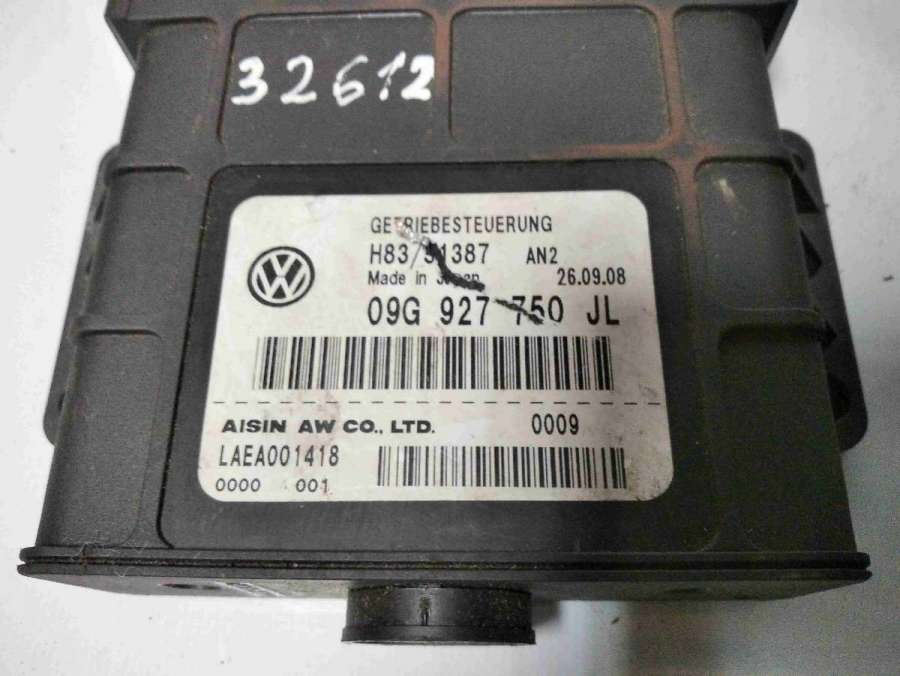 32612
GETRIEBESTEUERUNG
H83 51387 AN2
Made in Japan 26.09.08
09G 927 750 JL
AISIN AW CO., LTD. 0009
LAEA001418
0000 001